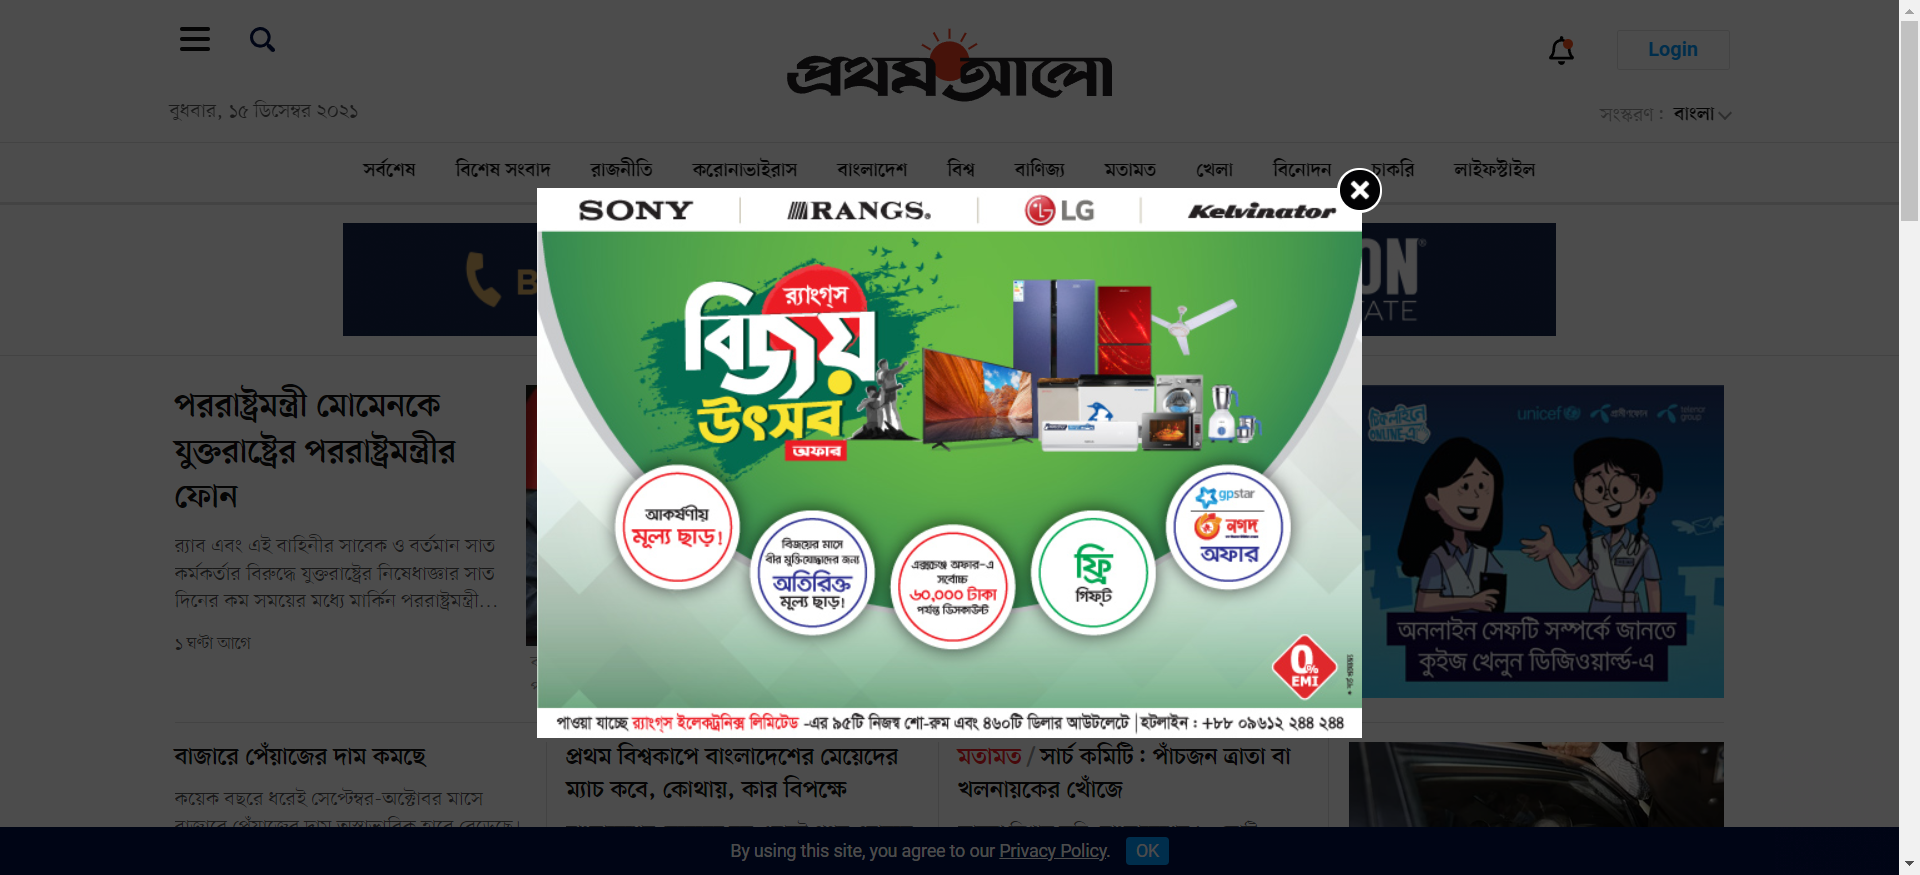 প্রথম আলো
Login
বুধবার, ১৫ ডিসেম্বর ২০২১
সংস্করণ : বাংলা
সর্বশেষ বিশেষ সংবাদ রাজনীতি করোনাভাইরাস বাংলাদেশ বিশ্ব বাণিজ্য মতামত খেলা বিনোদন চাকরি লাইফস্টাইল
SONY RANGS. LG Kelvinator
র‍্যাংগ্স
বিজয়
উৎসব
অফার
আকর্ষণীয়
মূল্য ছাড়!
বিজয়ের মাসে
বীর মুক্তিযোদ্ধাদের জন্য
অতিরিক্ত
মূল্য ছাড়!
এক্সচেঞ্জ অফার-এ
সর্বোচ্চ
৬০,০০০ টাকা
পর্যন্ত ডিসকাউন্ট
ফ্রি
গিফ্‌ট
gpstar
নগদ
অফার
0%
EMI
পাওয়া যাচ্ছে র‍্যাংগ্স ইলেকট্রনিক্স লিমিটেড -এর ৯৫টি নিজস্ব শো-রুম এবং ৪৬০টি ডিলার আউটলেটে | হটলাইন : +৮৮ ০৯৬১২ ২৪৪ ২৪৪
পররাষ্ট্রমন্ত্রী মোমেনকে
যুক্তরাষ্ট্রের পররাষ্ট্রমন্ত্রীর
ফোন
র‍্যাব এবং এই বাহিনীর সাবেক ও বর্তমান সাত
কর্মকর্তার বিরুদ্ধে যুক্তরাষ্ট্রের নিষেধাজ্ঞার সাত
দিনের কম সময়ের মধ্যে মার্কিন পররাষ্ট্রমন্ত্রী...
১ ঘণ্টা আগে
unicef গ্রামীণফোন telenor group
অনলাইন সেফটি সম্পর্কে জানতে
কুইজ খেলুন ডিজিওয়ার্ল্ড-এ
বাজারে পেঁয়াজের দাম কমছে
কয়েক বছরে ধরেই সেপ্টেম্বর-অক্টোবর মাসে
বাজারে পেঁয়াজের দাম অস্বাভাবিক হারে বেড়েছে।
প্রথম বিশ্বকাপে বাংলাদেশের মেয়েদের
ম্যাচ কবে, কোথায়, কার বিপক্ষে
মতামত / সার্চ কমিটি : পাঁচজন ত্রাতা বা
খলনায়কের খোঁজে
By using this site, you agree to our Privacy Policy. OK